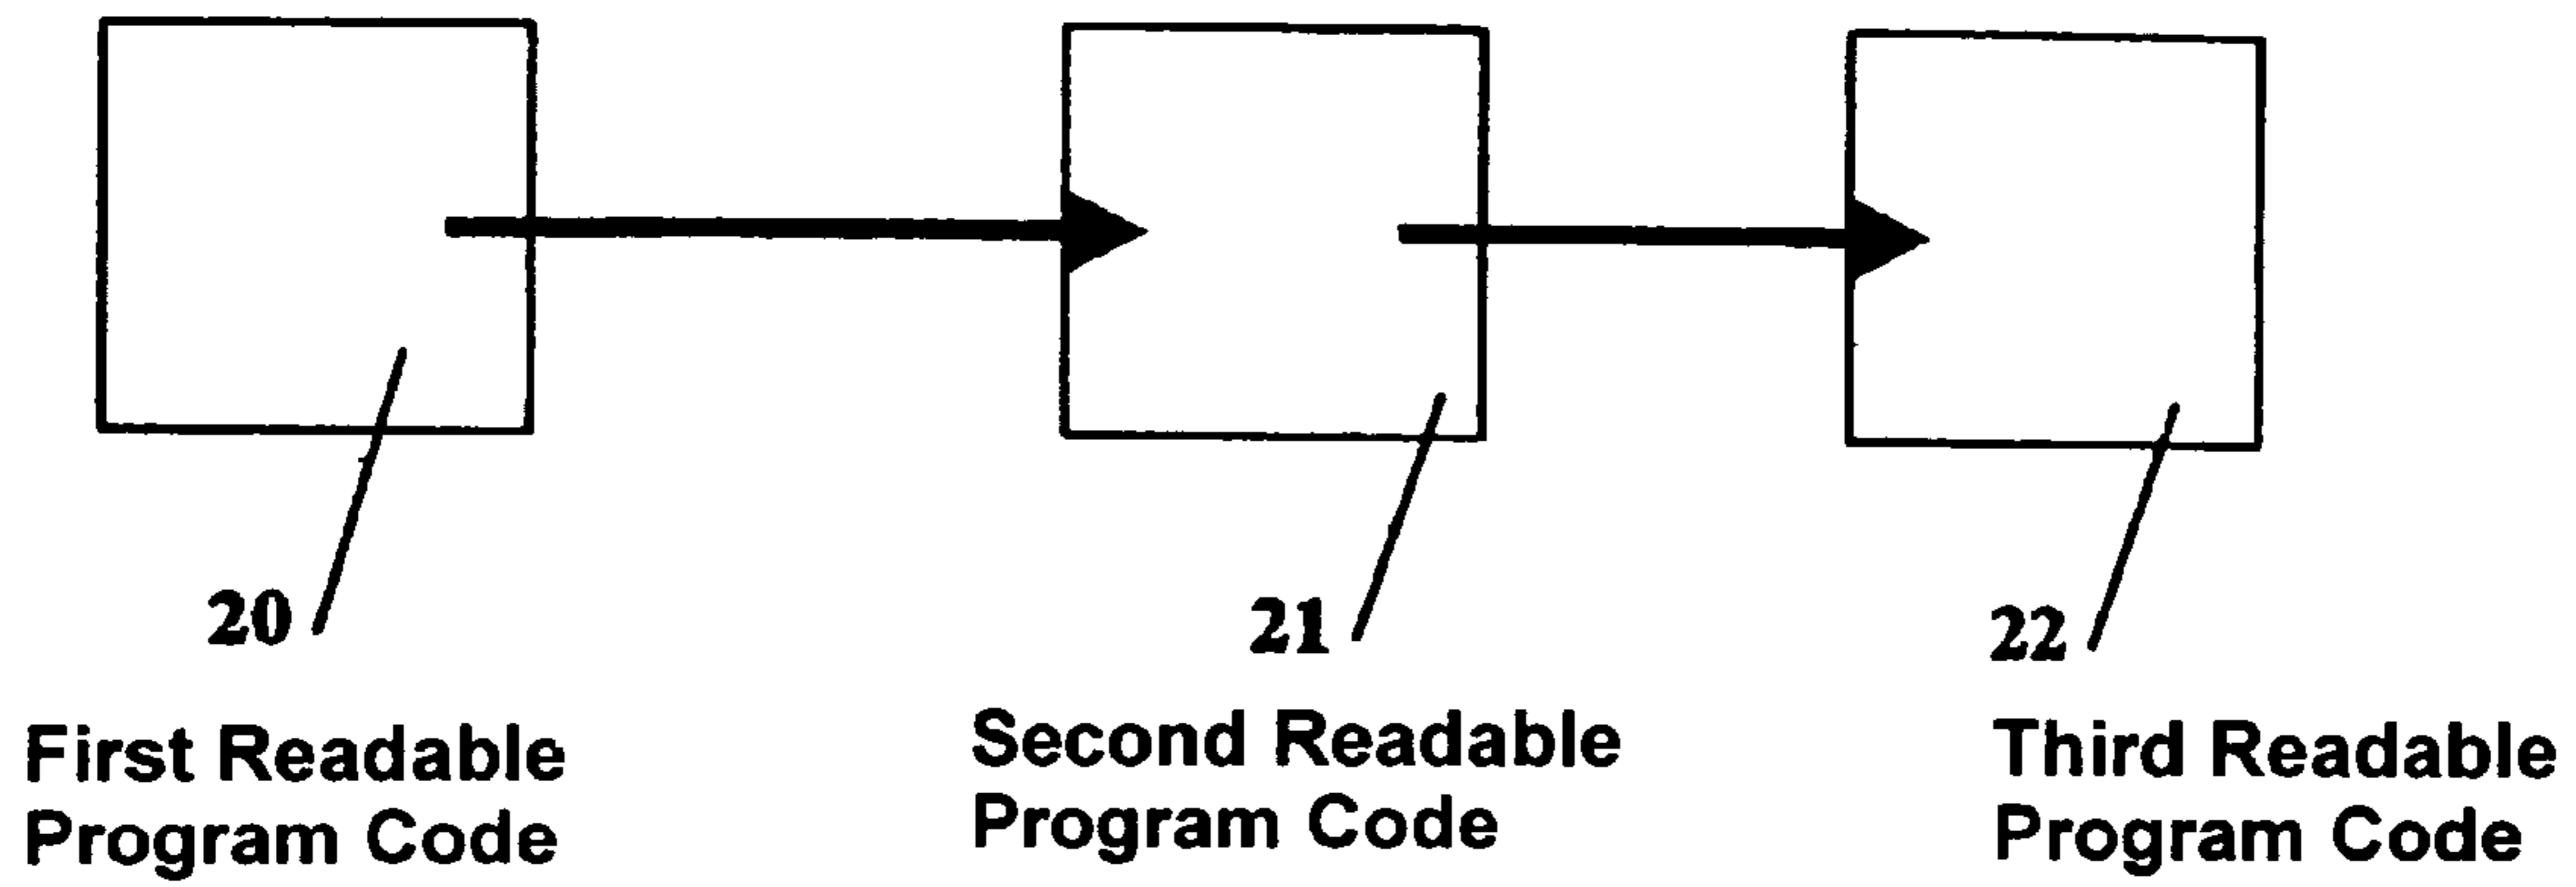 20
21
22
First Readable
Program Code
Second Readable
Program Code
Third Readable
Program Code